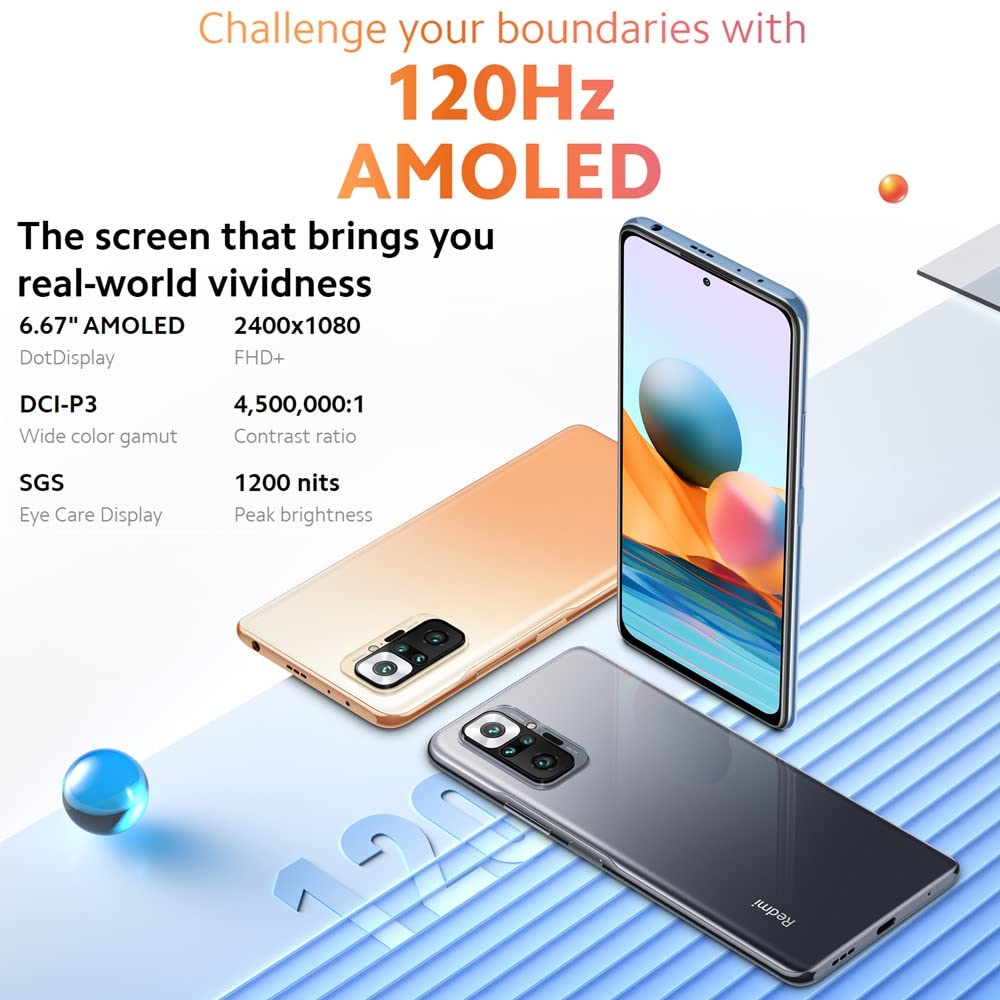 Challenge your boundaries with
120Hz
AMOLED
The screen that brings you
real-world vividness
6.67" AMOLED
DotDisplay
2400x1080
FHD+
DCI-P3
Wide color gamut
4,500,000:1
Contrast ratio
SGS
Eye Care Display
1200 nits
Peak brightness
120
Redmi